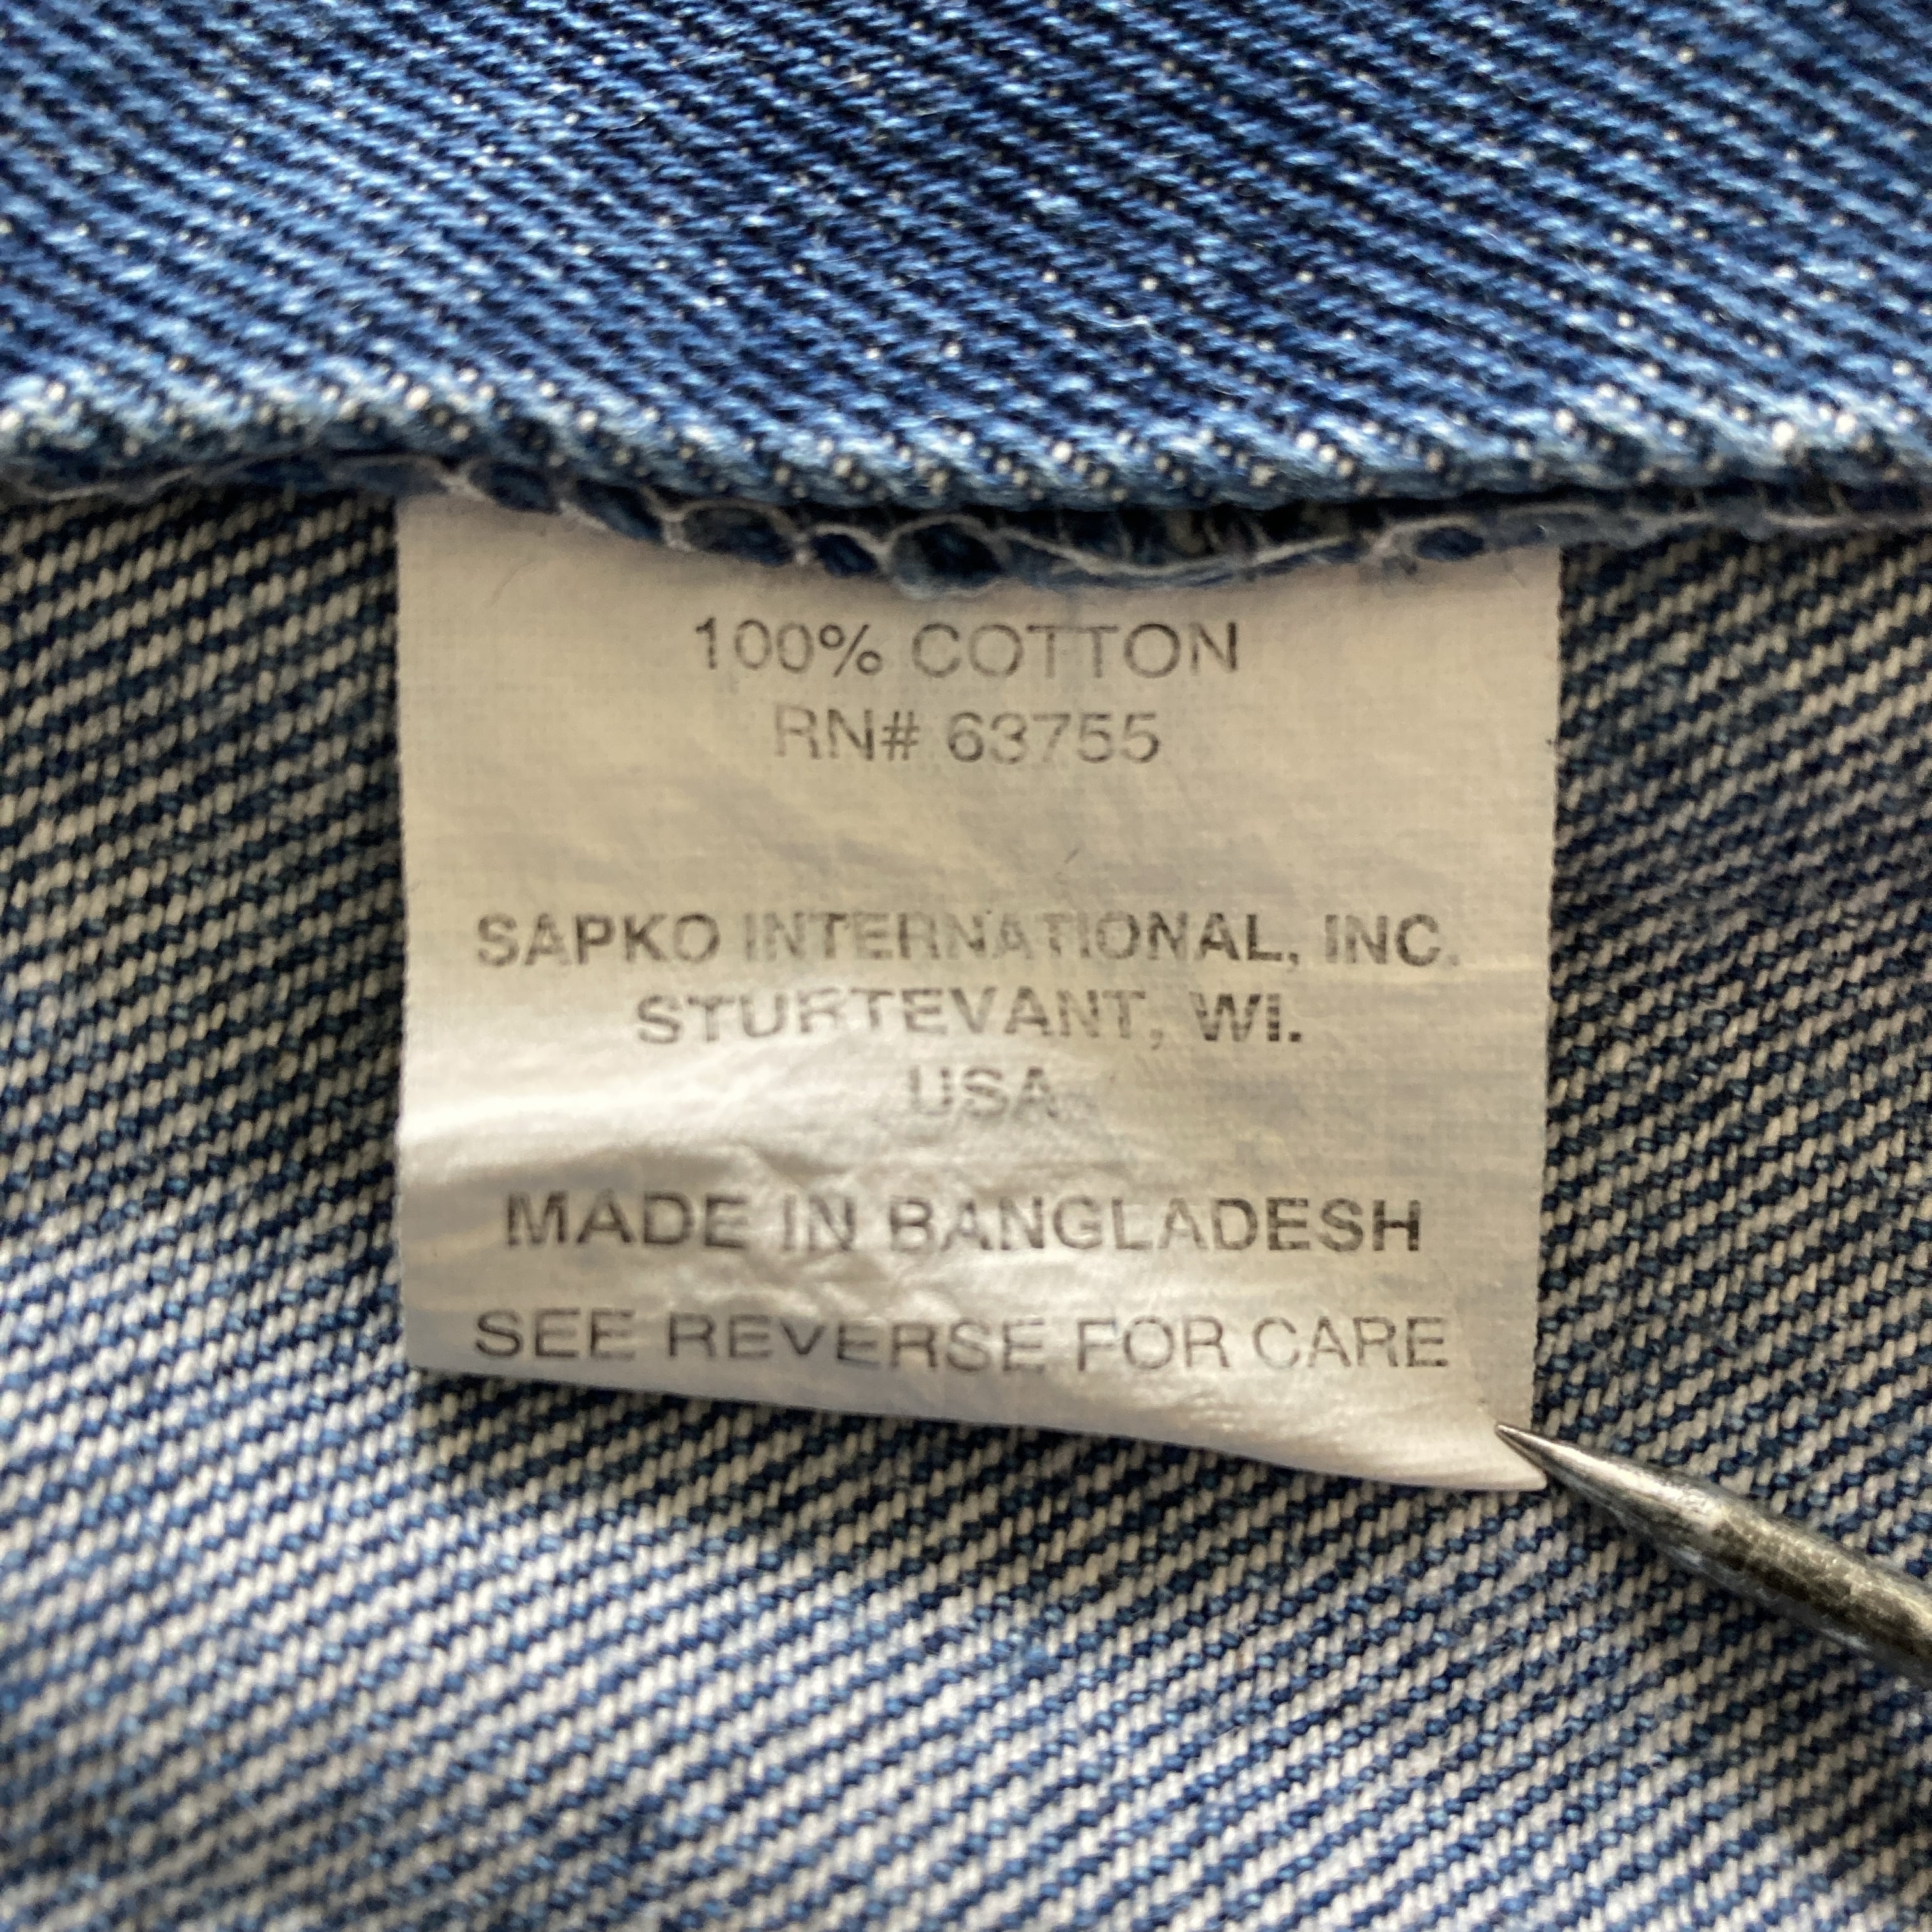 100% COTTON
RN# 63755
SAPKO INTERNATIONAL, INC.
STURTEVANT, WI.
USA
MADE IN BANGLADESH
SEE REVERSE FOR CARE